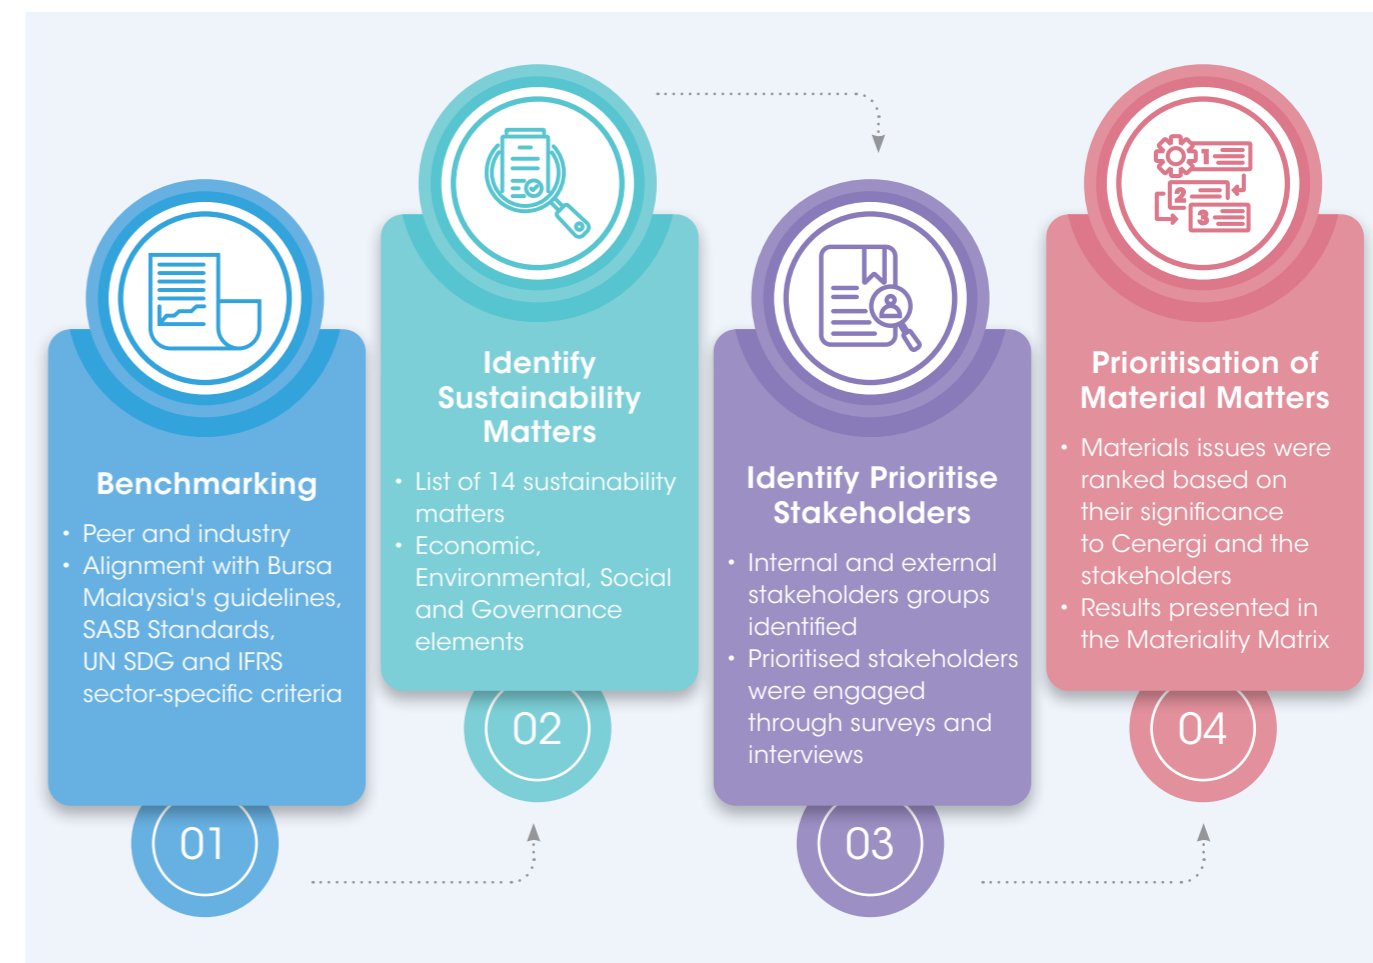 Benchmarking
• Peer and industry
• Alignment with Bursa
Malaysia's guidelines,
SASB Standards,
UN SDG and IFRS
sector-specific criteria
01
Identify
Sustainability
Matters
• List of 14 sustainability
matters
• Economic,
Environmental, Social
and Governance
elements
02
Identify Prioritise
Stakeholders
• Internal and external
stakeholders groups
identified
• Prioritised stakeholders
were engaged
through surveys and
interviews
03
1
2
3
Prioritisation of
Material Matters
• Materials issues were
ranked based on
their significance
to Cenergi and the
stakeholders
• Results presented in
the Materiality Matrix
04